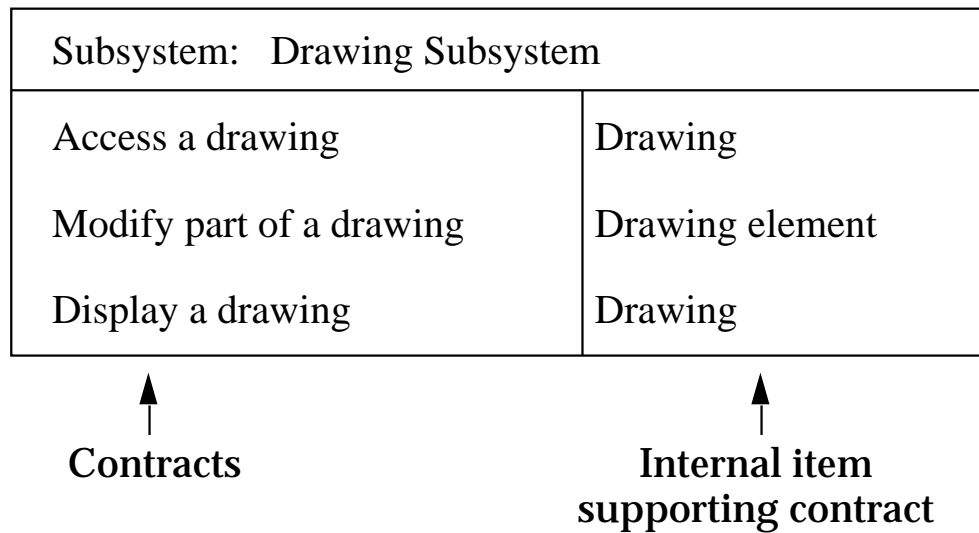 Subsystem: Drawing Subsystem
Access a drawing
Drawing
Modify part of a drawing
Drawing element
Display a drawing
Drawing
Contracts
Internal item
supporting contract